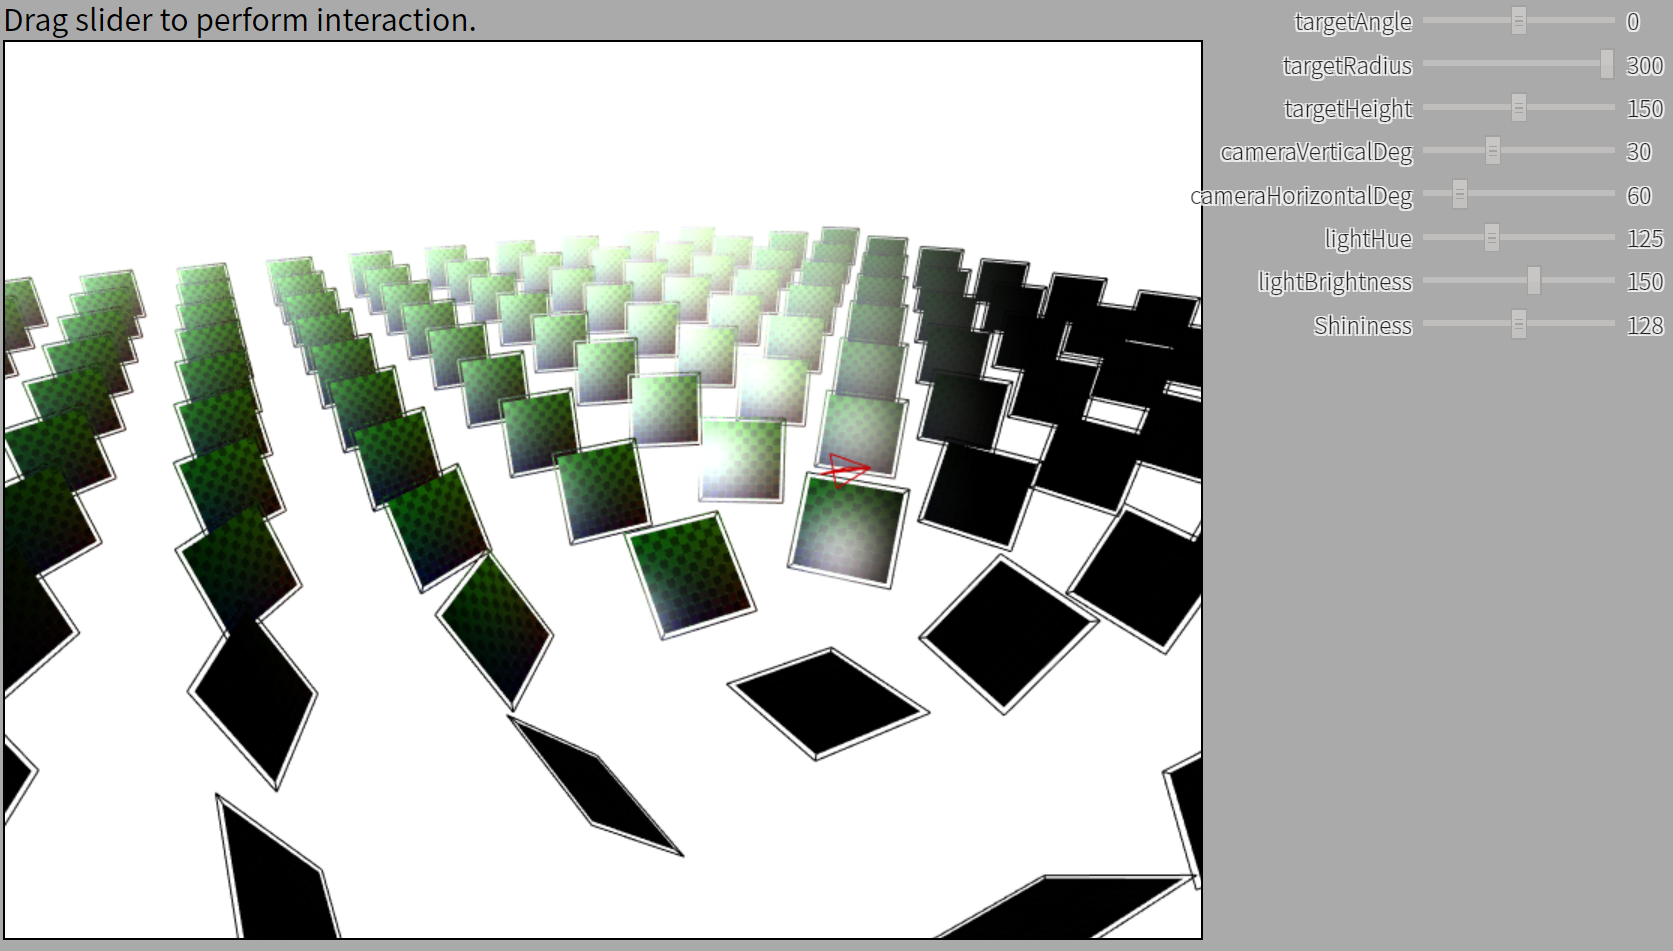 Drag slider to perform interaction.
targetAngle 0
targetRadius 300
targetHeight 150
cameraVerticalDeg 30
cameraHorizontalDeg 60
lightHue 125
lightBrightness 150
Shininess 128